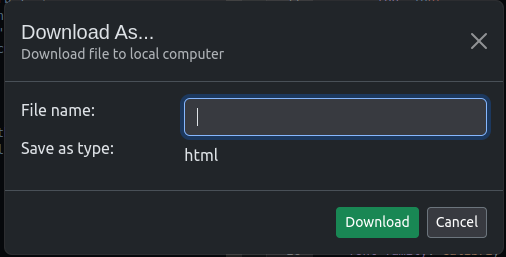 Download As...
Download file to local computer
File name:
Save as type: html
Download Cancel